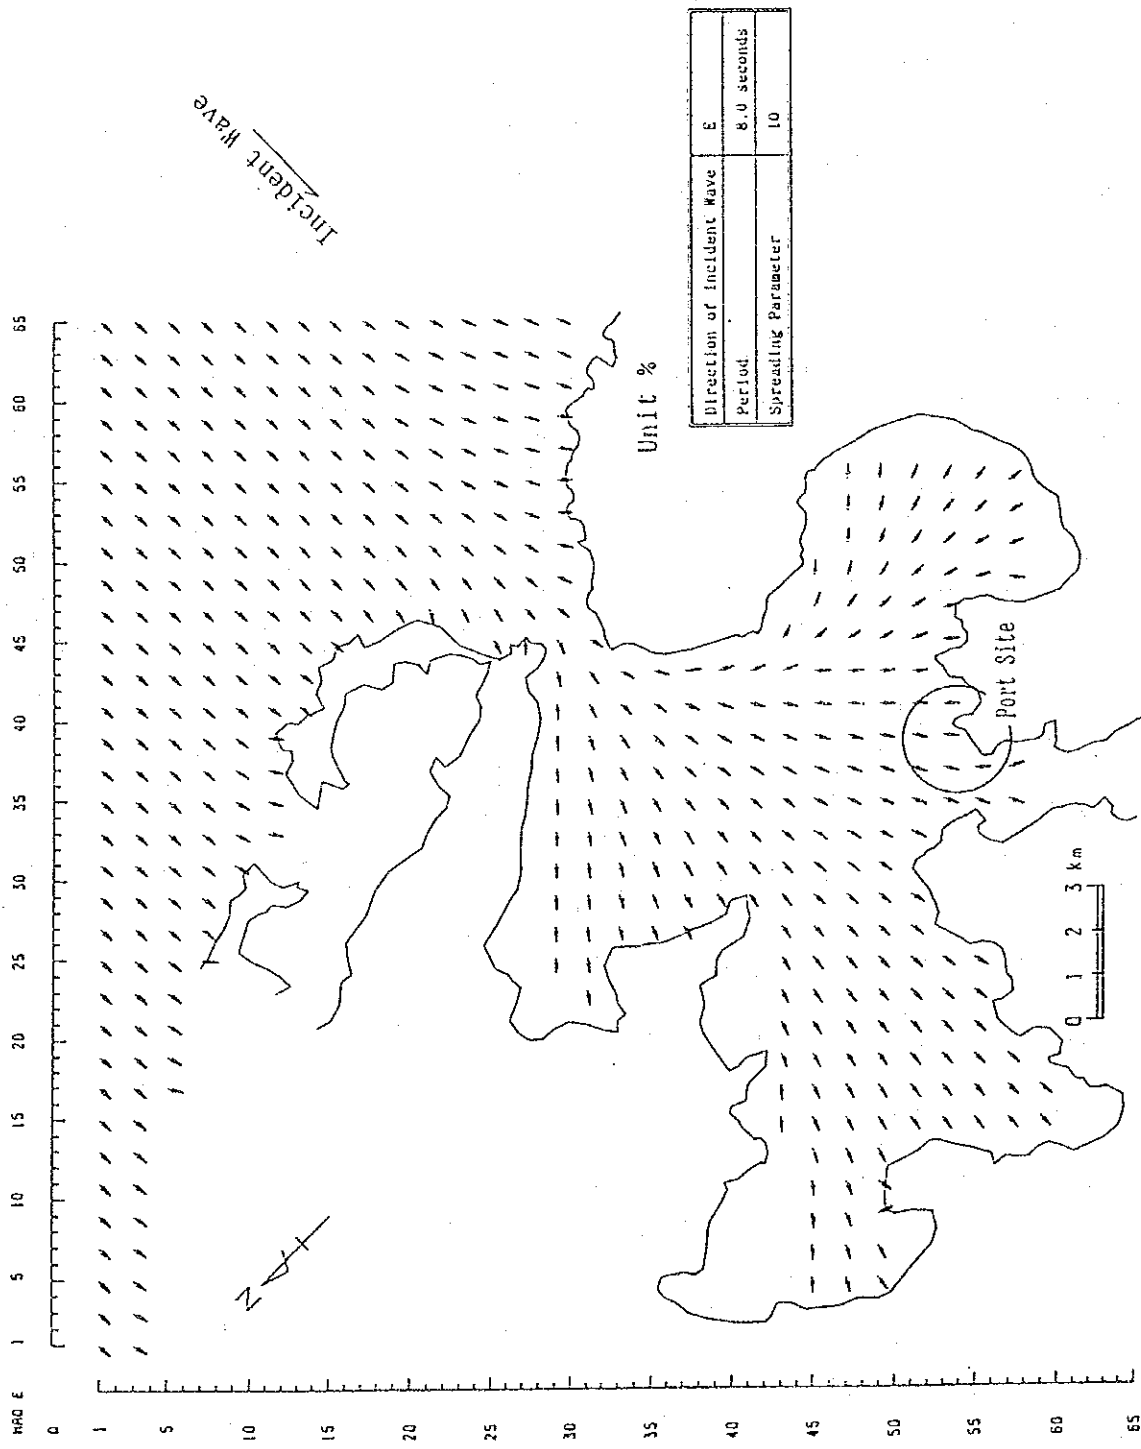 MAO E
0 1 5 10 15 20 25 30 35 40 45 50 55 60 65
1
5
10
15
20
25
30
35
40
45
50
55
60
65
Incident Wave
N
Unit %
Direction of Incident Wave E
Period 8.0 seconds
Spreading Parameter 10
Port Site
0 1 2 3 km